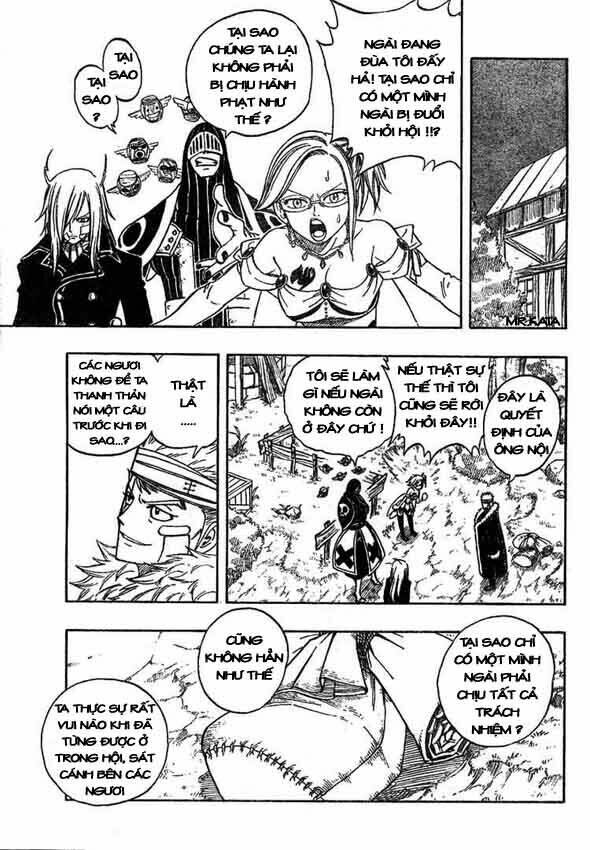 NGÀI ĐANG
ĐÙA TÔI ĐẤY
HẢ! TẠI SAO CHỈ
CÓ MỘT MÌNH
NGÀI BỊ ĐUỔI
KHỎI HỘI !!?
TẠI SAO
CHÚNG TA LẠI
KHÔNG PHẢI
BỊ CHỊU HÀNH
PHẠT NHƯ
THẾ ?
TẠI
SAO
TẠI
SAO
?
MR.KATA
ĐÂY LÀ
QUYẾT
ĐỊNH CỦA
ÔNG NỘI
NẾU THẬT SỰ
THẾ THÌ TÔI
CŨNG SẼ RỜI
KHỎI ĐÂY!!
TÔI SẼ LÀM
GÌ NẾU NGÀI
KHÔNG CÒN
Ở ĐÂY CHỨ !
THẬT
LÀ
.....
CÁC NGƯƠI
KHÔNG ĐỂ TA
THANH THẢN
NÓI MỘT CÂU
TRƯỚC KHI ĐI
SAO....?
TẠI SAO CHỈ
CÓ MỘT MÌNH
NGÀI PHẢI
CHỊU TẤT CẢ
TRÁCH
NHIỆM ?
CŨNG
KHÔNG HẲN
NHƯ THẾ
TA THỰC SỰ RẤT
VUI NÀO KHI ĐÃ
TỪNG ĐƯỢC Ở
TRONG HỘI, SÁT
CÁNH BÊN CÁC
NGƯƠI